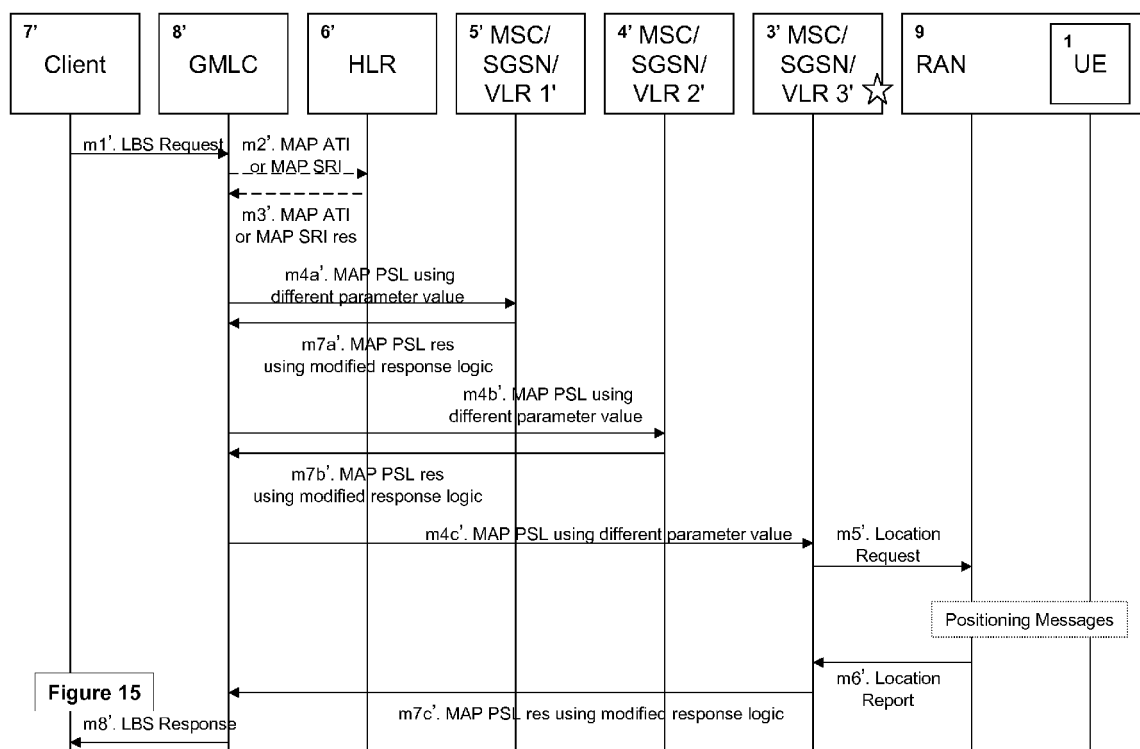 7’
Client
8’
GMLC
6’
HLR
5’ MSC/
SGSN/
VLR 1'
4’ MSC/
SGSN/
VLR 2'
3’ MSC/
SGSN/
VLR 3'
9
RAN
1
UE
m1’. LBS Request
m2’. MAP ATI
or MAP SRI
m3’. MAP ATI
or MAP SRI res
m4a’. MAP PSL using
different parameter value
m7a’. MAP PSL res
using modified response logic
m4b’. MAP PSL using
different parameter value
m7b’. MAP PSL res
using modified response logic
m4c’. MAP PSL using different parameter value
m5’. Location
Request
Positioning Messages
m6’. Location
Report
Figure 15
m7c’. MAP PSL res using modified response logic
m8’. LBS Response